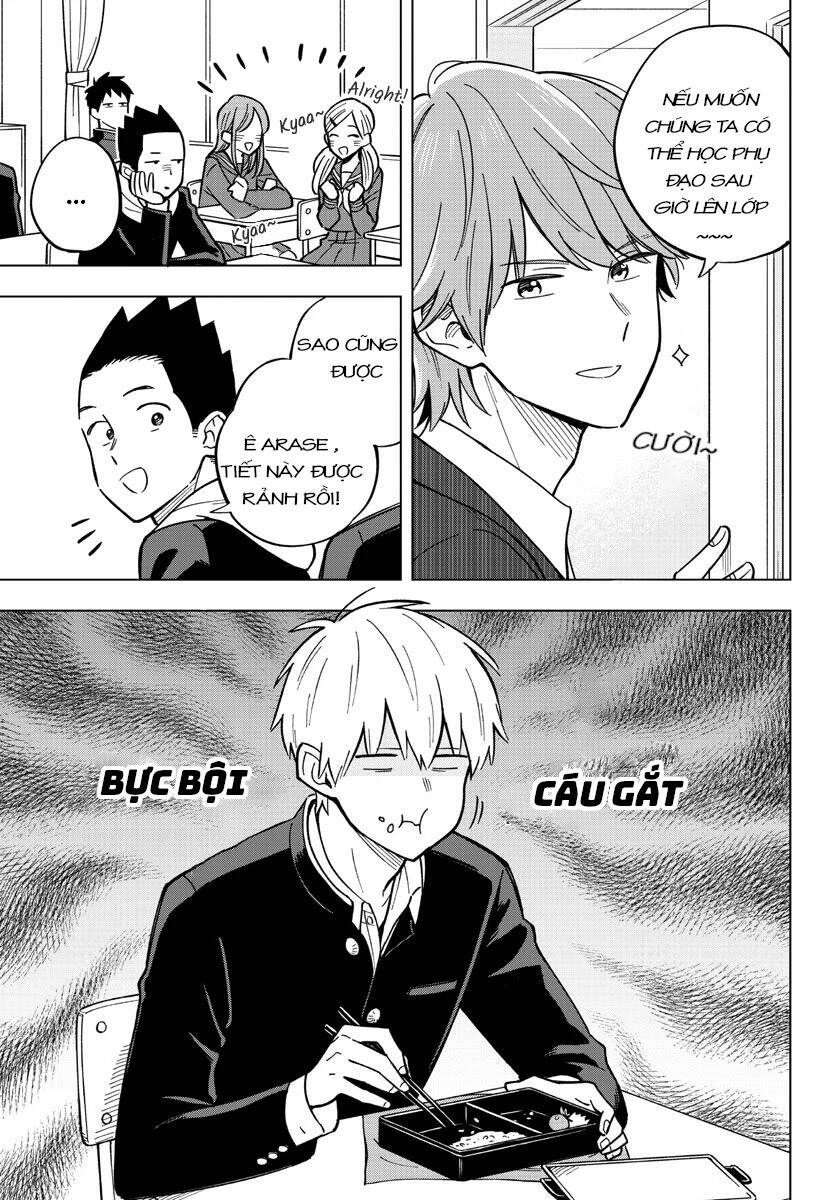 NẾU MUỐN
CHÚNG TA CÓ
THỂ HỌC PHỤ
ĐẠO SAU
GIỜ LÊN LỚP
~~~
CƯỜI~
Alright!
Kyaa~
Kyaa~
...
SAO CŨNG
ĐƯỢC
Ê ARASE ,
TIẾT NÀY ĐƯỢC
RẢNH RỒI!
CÁU GẮT
BỰC BỘI